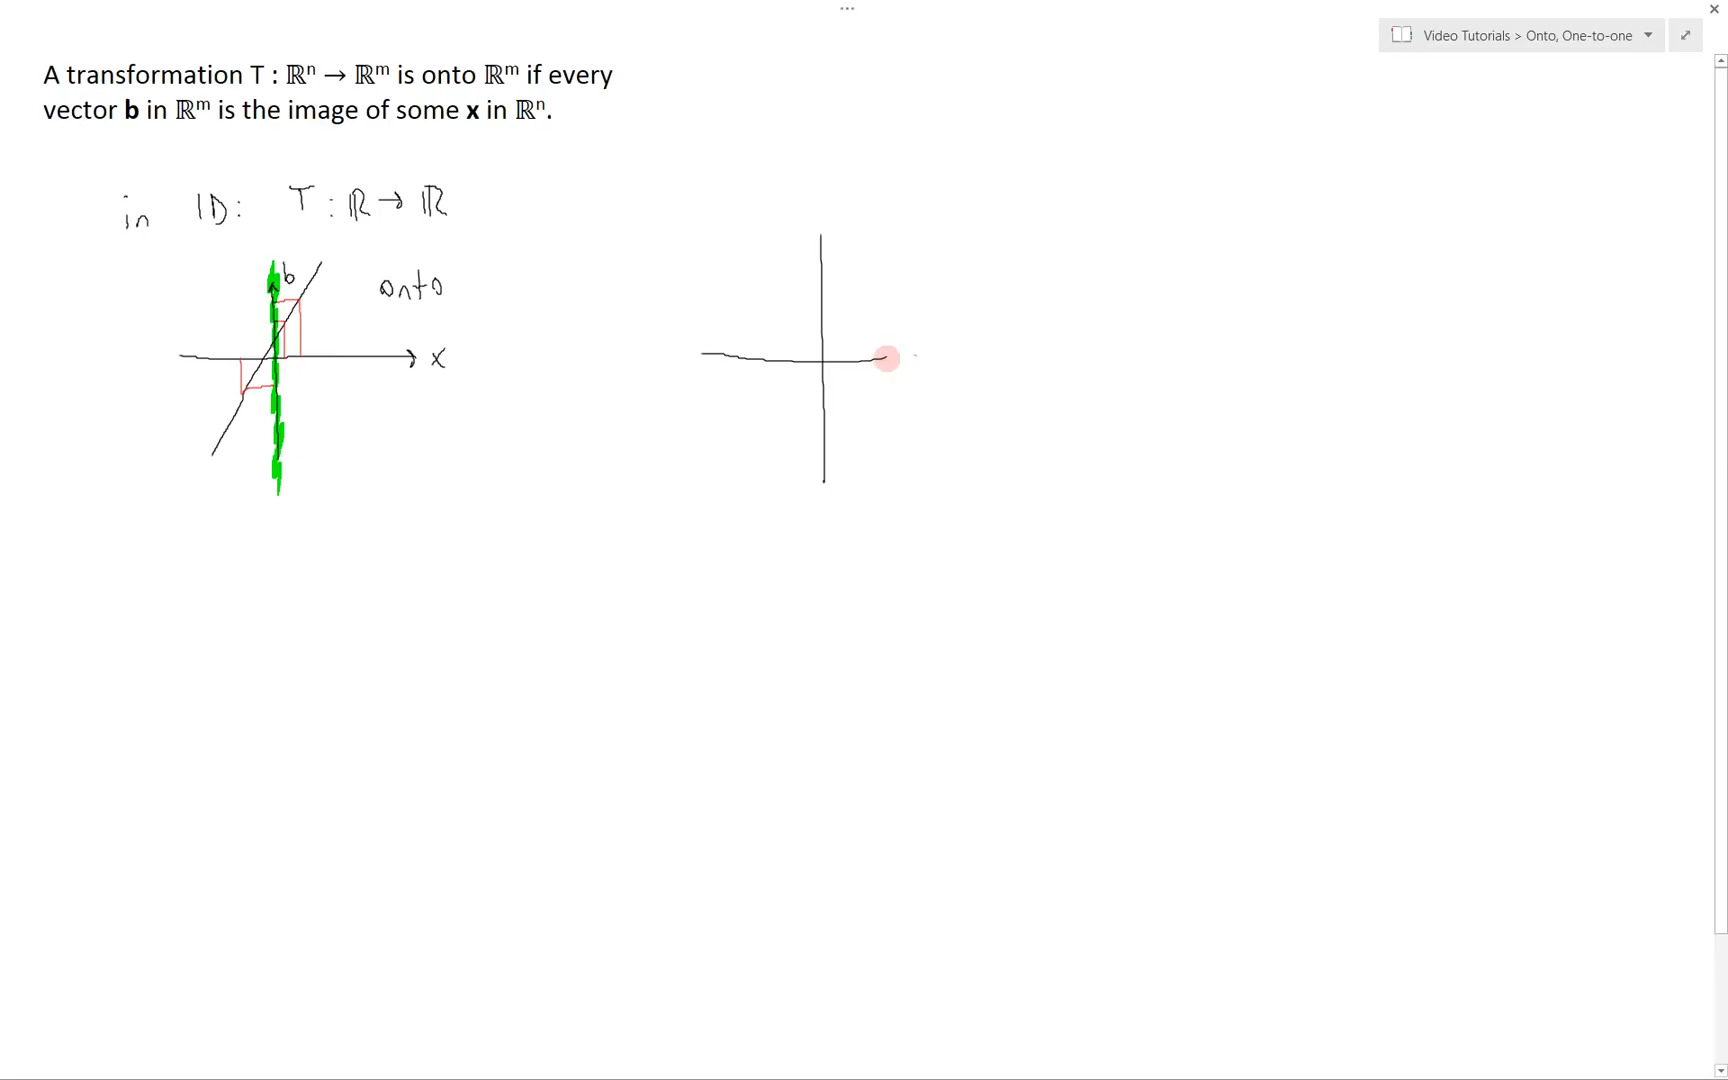 Video Tutorials > Onto, One-to-one
A transformation T : ℝⁿ → ℝᵐ is onto ℝᵐ if every
vector b in ℝᵐ is the image of some x in ℝⁿ.
in 1D: T : ℝ → ℝ
b
onto
x